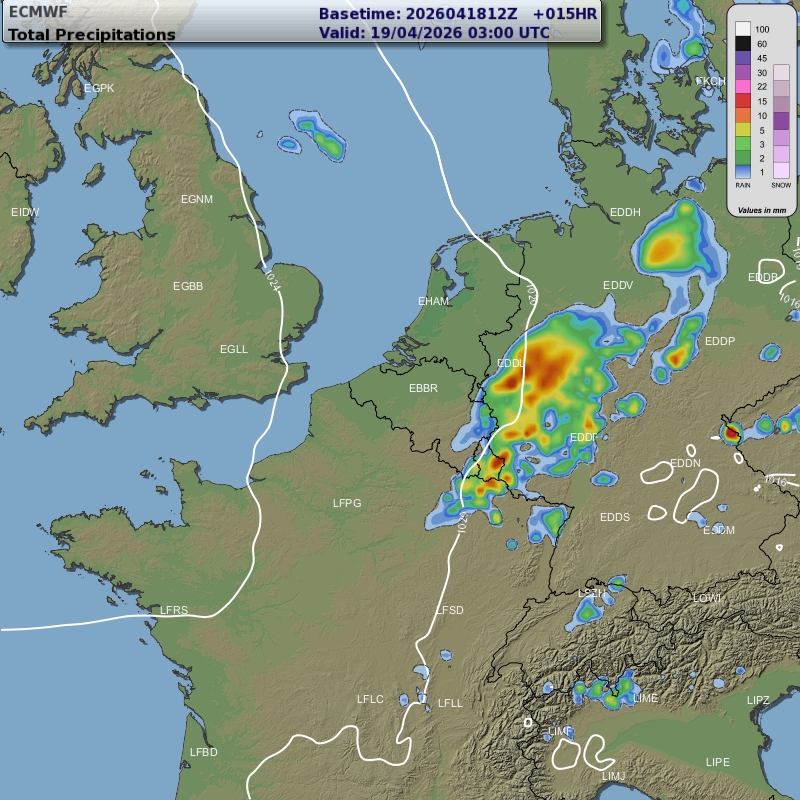 ECMWF
Basetime: 2026041812Z +015HR
Total Precipitations
Valid: 19/04/2026 03:00 UTC
100
60
45
30
22
15
10
5
3
2
1
RAIN SNOW
Values in mm
EGPK
EKCH
EIDW
EGNM
EDDH
EGBB
EHAM
EDDV
EDDB
1024
1020
1016
EGLL
EDDL
EDDP
EBBR
EDDF
EDDN
1016
LFPG
EDDS
EDDM
LFRS
LFSD
LSZH
LOWI
LFLC
LFLL
LIME
LIPZ
LFBD
LIMF
LIPE
LIMJ